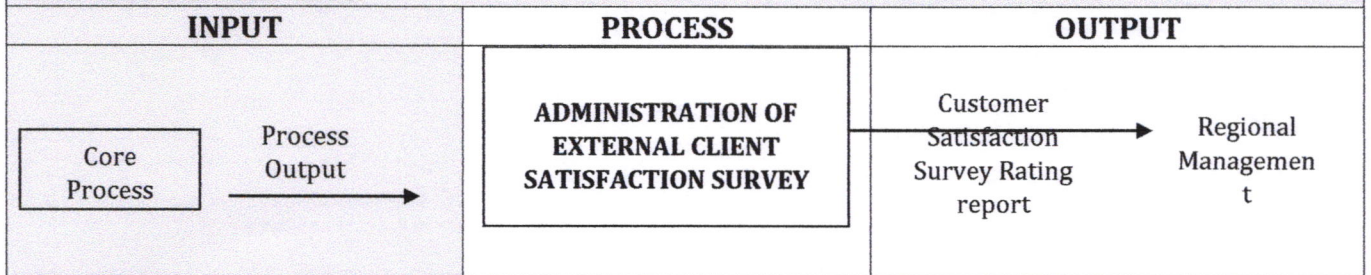 INPUT
PROCESS
OUTPUT
Core
Process
Process
Output
ADMINISTRATION OF
EXTERNAL CLIENT
SATISFACTION SURVEY
Customer
Satisfaction
Survey Rating
report
Regional
Managemen
t